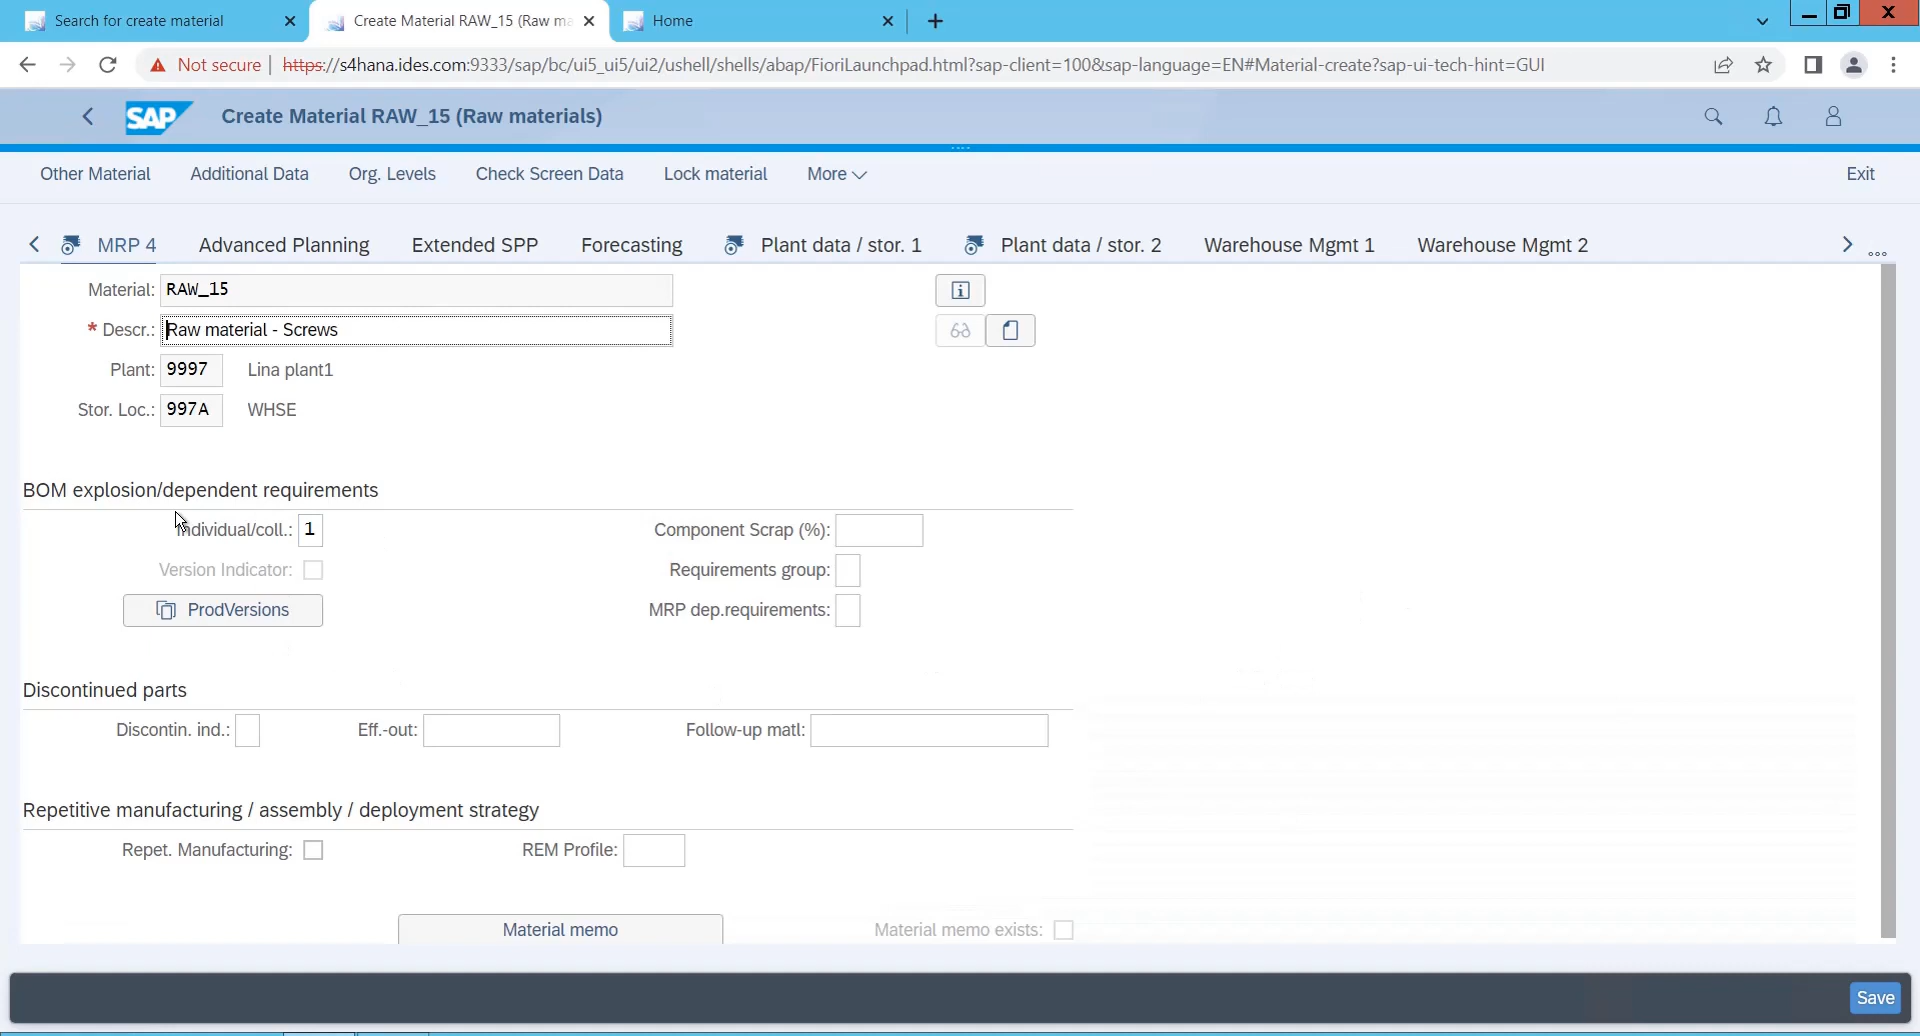 Search for create material
Create Material RAW_15 (Raw ma
Home
Not secure
https://s4hana.ides.com:9333/sap/bc/ui5_ui5/ui2/ushell/shells/abap/FioriLaunchpad.html?sap-client=100&sap-language=EN#Material-create?sap-ui-tech-hint=GUI
SAP
Create Material RAW_15 (Raw materials)
Other Material
Additional Data
Org. Levels
Check Screen Data
Lock material
More
Exit
MRP 4
Advanced Planning
Extended SPP
Forecasting
Plant data / stor. 1
Plant data / stor. 2
Warehouse Mgmt 1
Warehouse Mgmt 2
Material: RAW_15
* Descr.: Raw material - Screws
Plant: 9997 Lina plant1
Stor. Loc.: 997A WHSE
BOM explosion/dependent requirements
Individual/coll.: 1
Component Scrap (%):
Version Indicator:
Requirements group:
ProdVersions
MRP dep.requirements:
Discontinued parts
Discontin. ind.:
Eff.-out:
Follow-up matl:
Repetitive manufacturing / assembly / deployment strategy
Repet. Manufacturing:
REM Profile:
Material memo
Material memo exists:
Save